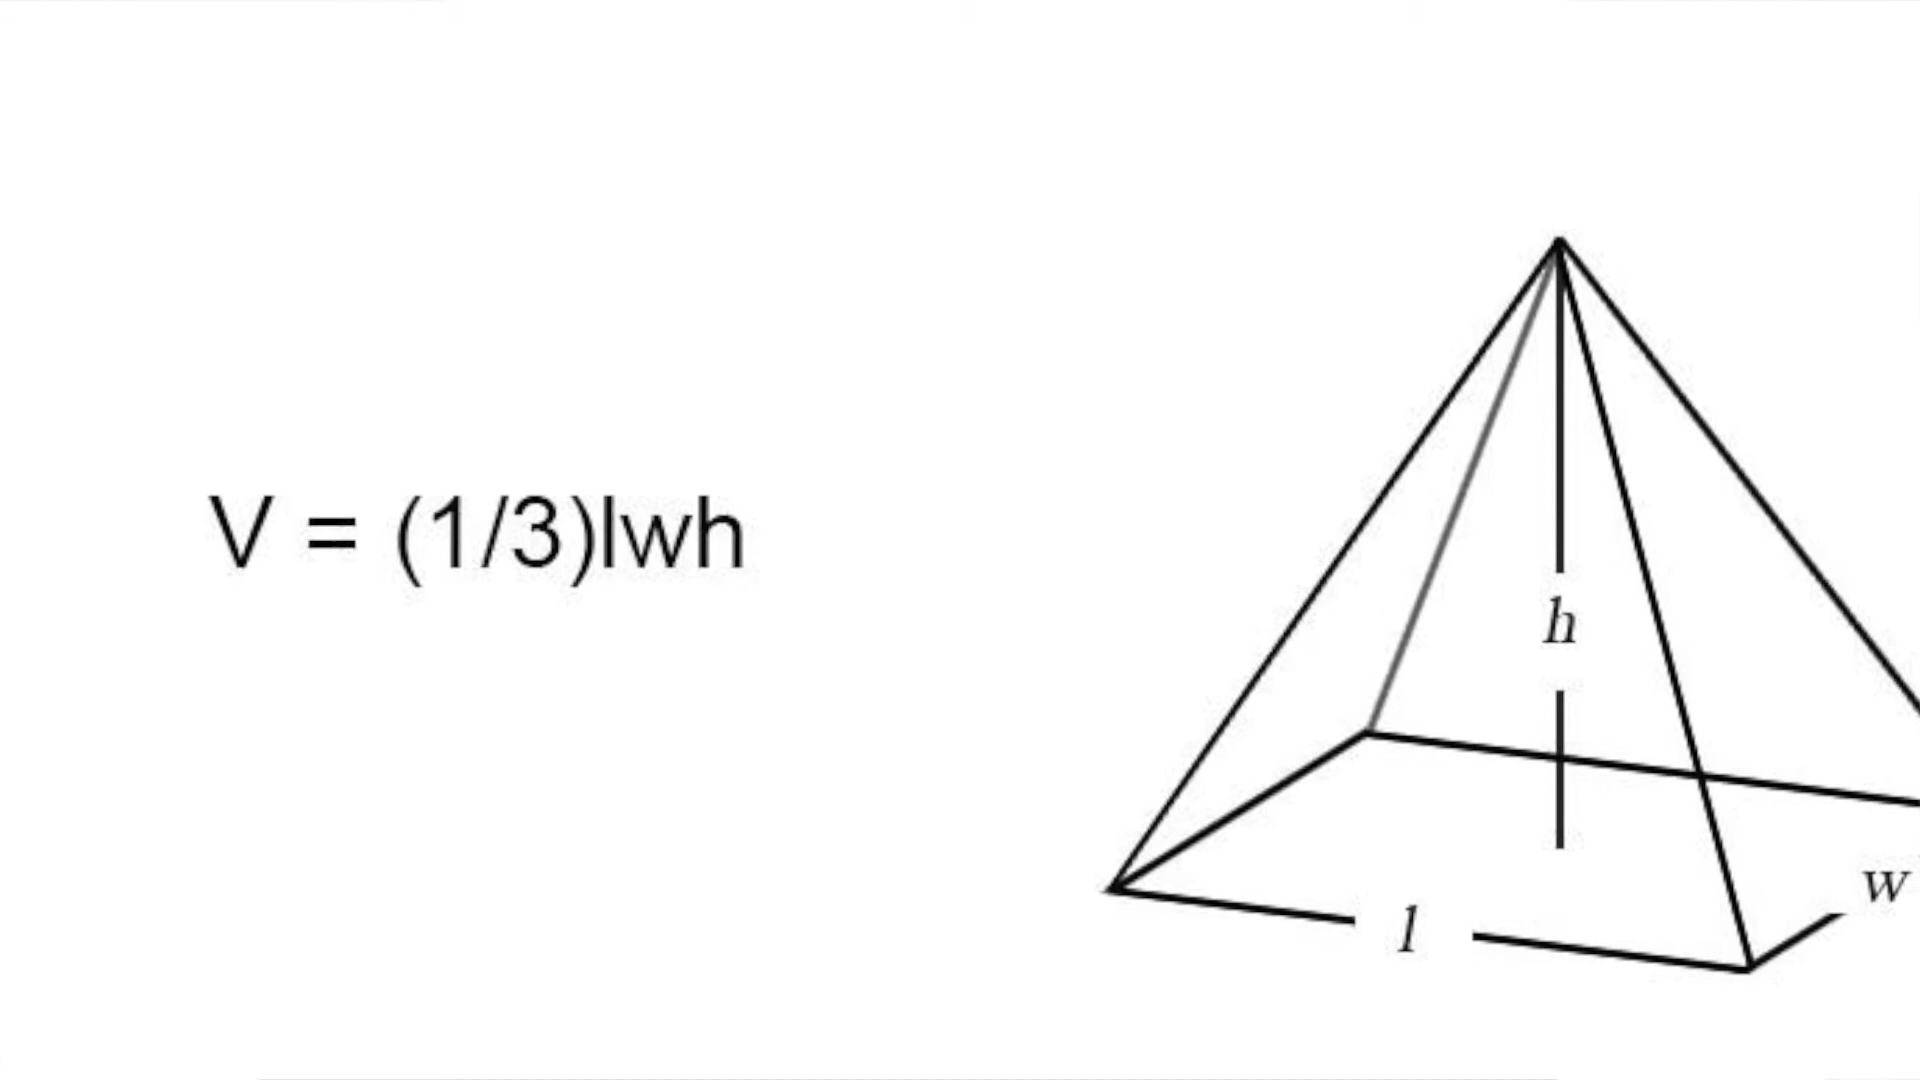 V = (1/3)lwh
h
l
w